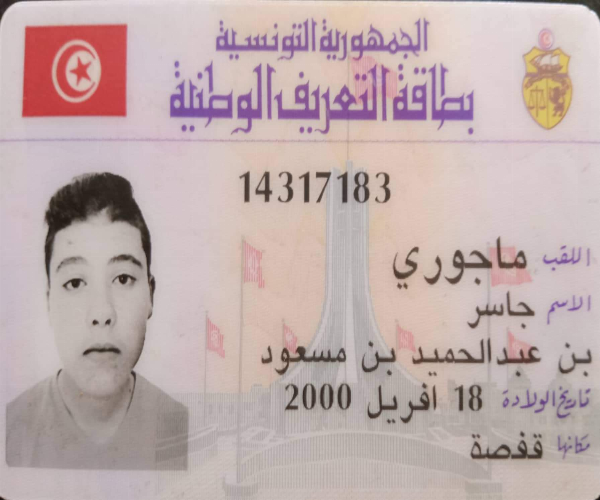 الجمهورية التونسية
بطاقة التعريف الوطنية
14317183
اللقب ماجوري
الاسم جاسر
بن عبدالحميد بن مسعود
تاريخ الولادة 18 افريل 2000
مكانها قفصة